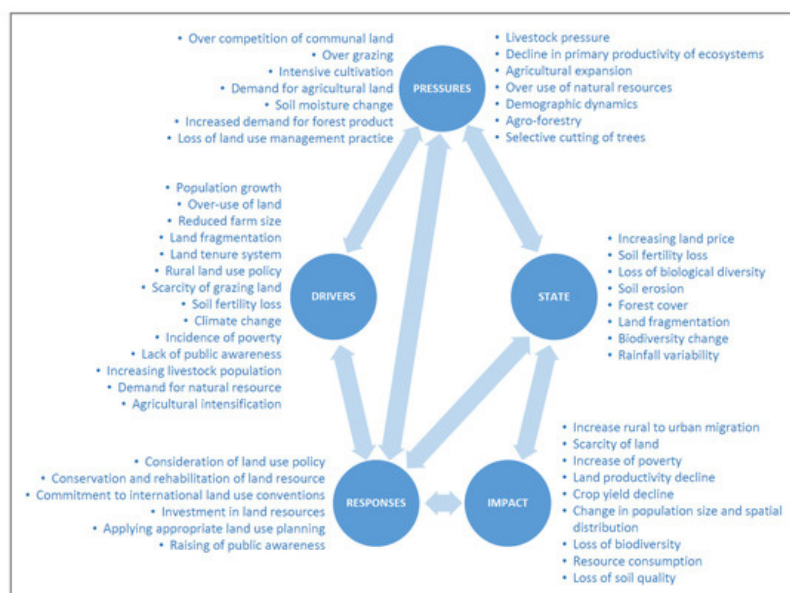 • Over competition of communal land
• Over grazing
• Intensive cultivation
• Demand for agricultural land
• Soil moisture change
• Increased demand for forest product
• Loss of land use management practice
PRESSURES
• Livestock pressure
• Decline in primary productivity of ecosystems
• Agricultural expansion
• Over use of natural resources
• Demographic dynamics
• Agro-forestry
• Selective cutting of trees
• Population growth
• Over-use of land
• Reduced farm size
• Land fragmentation
• Land tenure system
• Rural land use policy
• Scarcity of grazing land
• Soil fertility loss
• Climate change
• Incidence of poverty
• Lack of public awareness
• Increasing livestock population
• Demand for natural resource
• Agricultural intensification
DRIVERS
STATE
• Increasing land price
• Soil fertility loss
• Loss of biological diversity
• Soil erosion
• Forest cover
• Land fragmentation
• Biodiversity change
• Rainfall variability
• Consideration of land use policy
• Conservation and rehabilitation of land resource
• Commitment to international land use conventions
• Investment in land resources
• Applying appropriate land use planning
• Raising of public awareness
RESPONSES
IMPACT
• Increase rural to urban migration
• Scarcity of land
• Increase of poverty
• Land productivity decline
• Crop yield decline
• Change in population size and spatial
distribution
• Loss of biodiversity
• Resource consumption
• Loss of soil quality